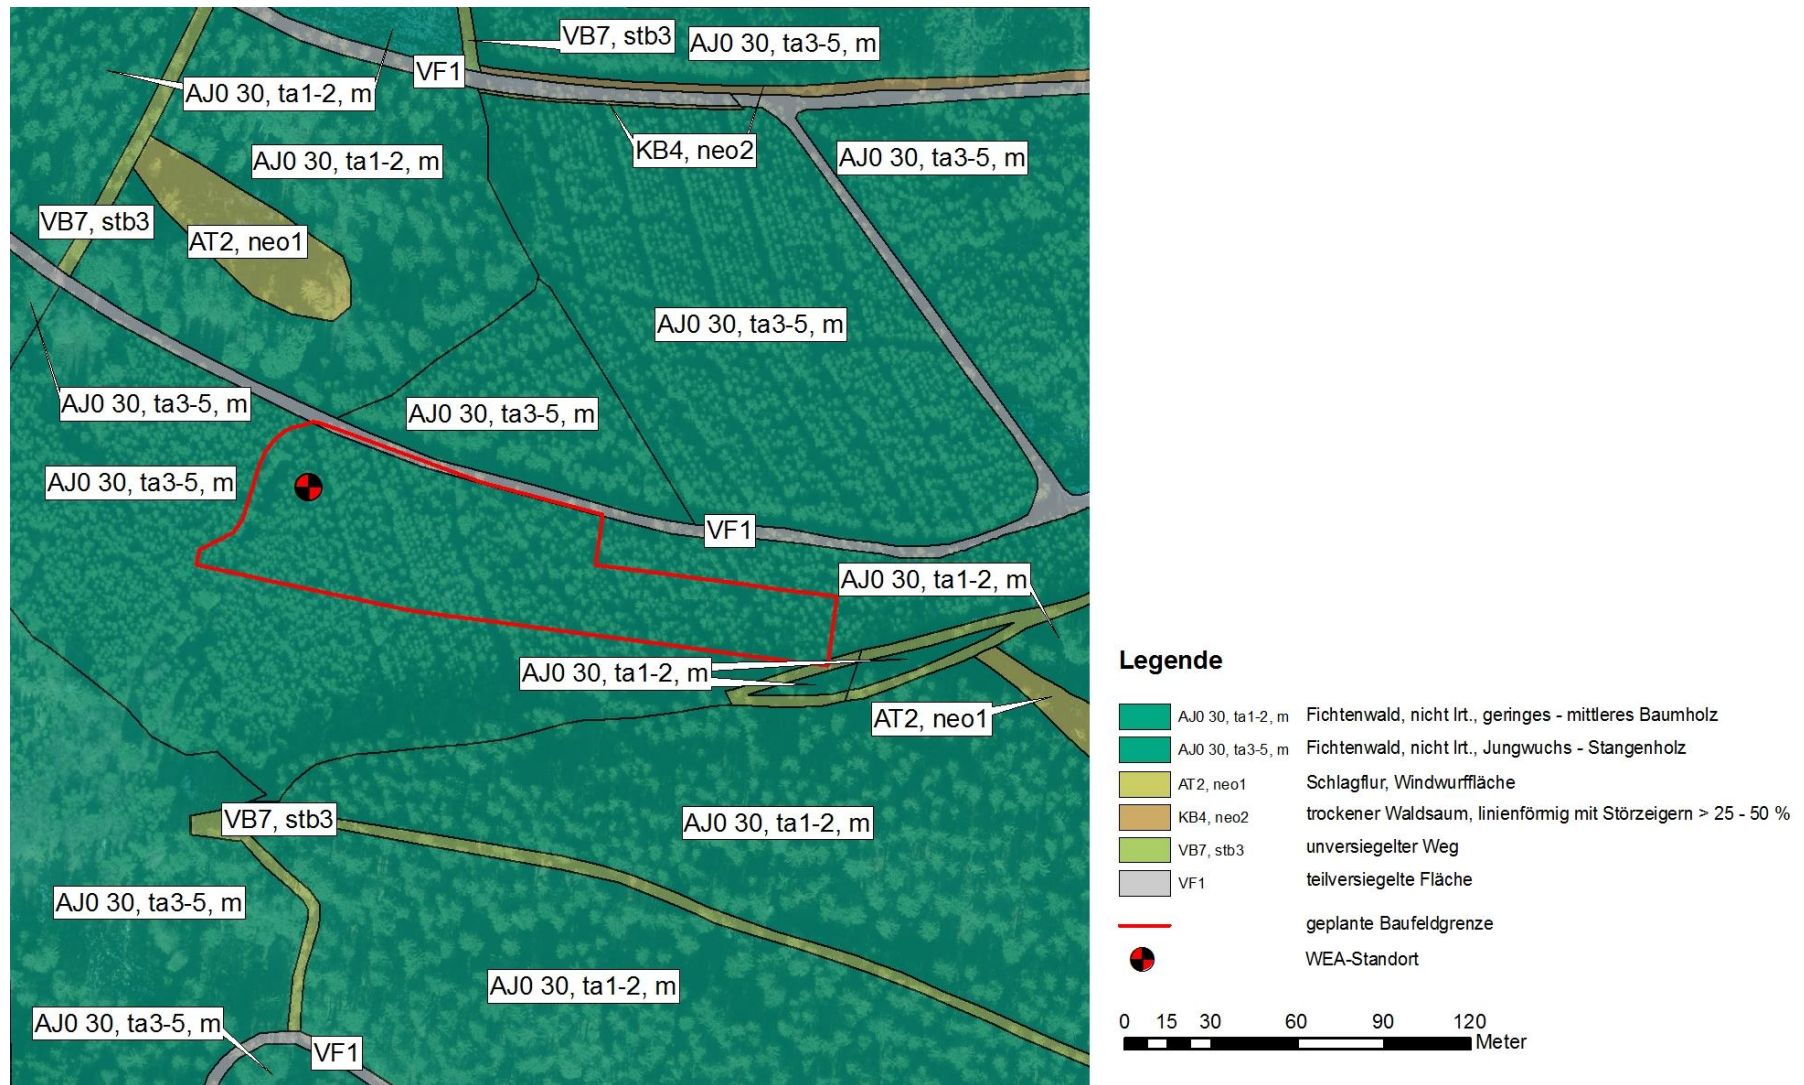 VB7, stb3
AJ0 30, ta3-5, m
VF1
AJ0 30, ta1-2, m
KB4, neo2
AJ0 30, ta1-2, m
AJ0 30, ta3-5, m
VB7, stb3
AT2, neo1
AJ0 30, ta3-5, m
AJ0 30, ta3-5, m
AJ0 30, ta3-5, m
AJ0 30, ta3-5, m
VF1
AJ0 30, ta1-2, m
AJ0 30, ta1-2, m
AT2, neo1
VB7, stb3
AJ0 30, ta1-2, m
AJ0 30, ta3-5, m
AJ0 30, ta1-2, m
AJ0 30, ta3-5, m
VF1
Legende
AJ0 30, ta1-2, m Fichtenwald, nicht lrt., geringes - mittleres Baumholz
AJ0 30, ta3-5, m Fichtenwald, nicht lrt., Jungwuchs - Stangenholz
AT2, neo1 Schlagflur, Windwurffläche
KB4, neo2 trockener Waldsaum, linienförmig mit Störzeigern > 25 - 50 %
VB7, stb3 unversiegelter Weg
VF1 teilversiegelte Fläche
geplante Baufeldgrenze
WEA-Standort
0 15 30 60 90 120
Meter